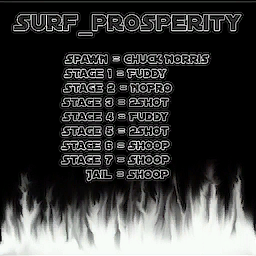 SURF_PROSPERITY
SPAWN = CHUCK NORRIS
STAGE 1 = FUDDY
STAGE 2 = NOPRO
STAGE 3 = 2SHOT
STAGE 4 = FUDDY
STAGE 5 = 2SHOT
STAGE 6 = SHOOP
STAGE 7 = SHOOP
JAIL = SHOOP